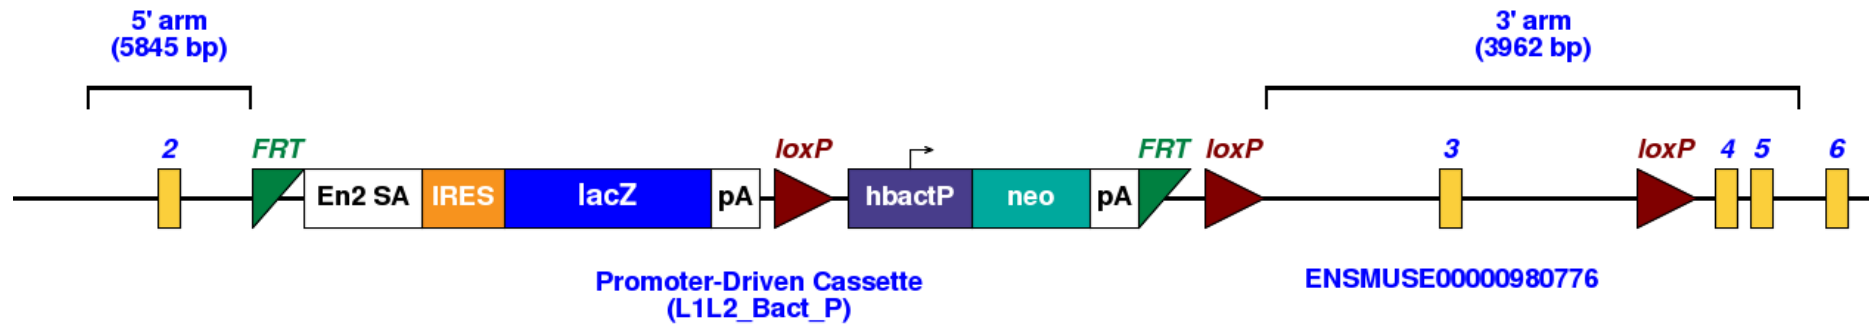 5' arm
(5845 bp)
3' arm
(3962 bp)
2
FRT
loxP
FRT
loxP
3
loxP
4
5
6
En2 SA
IRES
lacZ
pA
hbactP
neo
pA
Promoter-Driven Cassette
(L1L2_Bact_P)
ENSMUSE00000980776